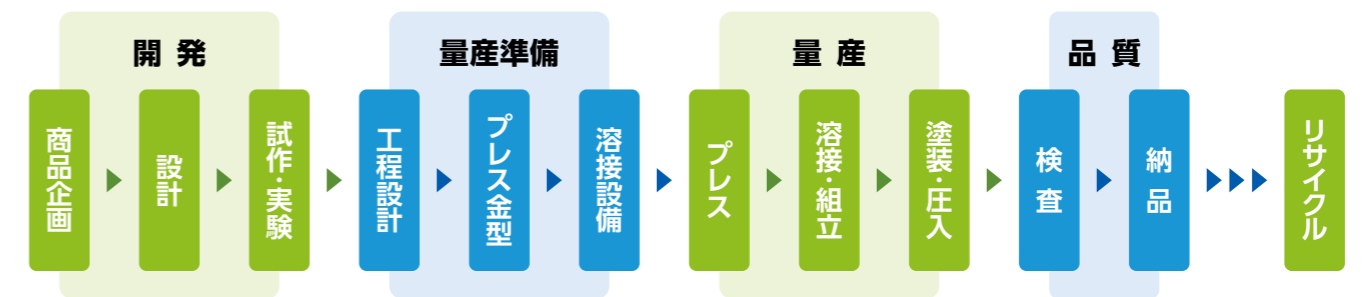 開発
商品企画
設計
試作・実験
量産準備
工程設計
プレス金型
溶接設備
量産
プレス
溶接・組立
塗装・圧入
品質
検査
納品
リサイクル